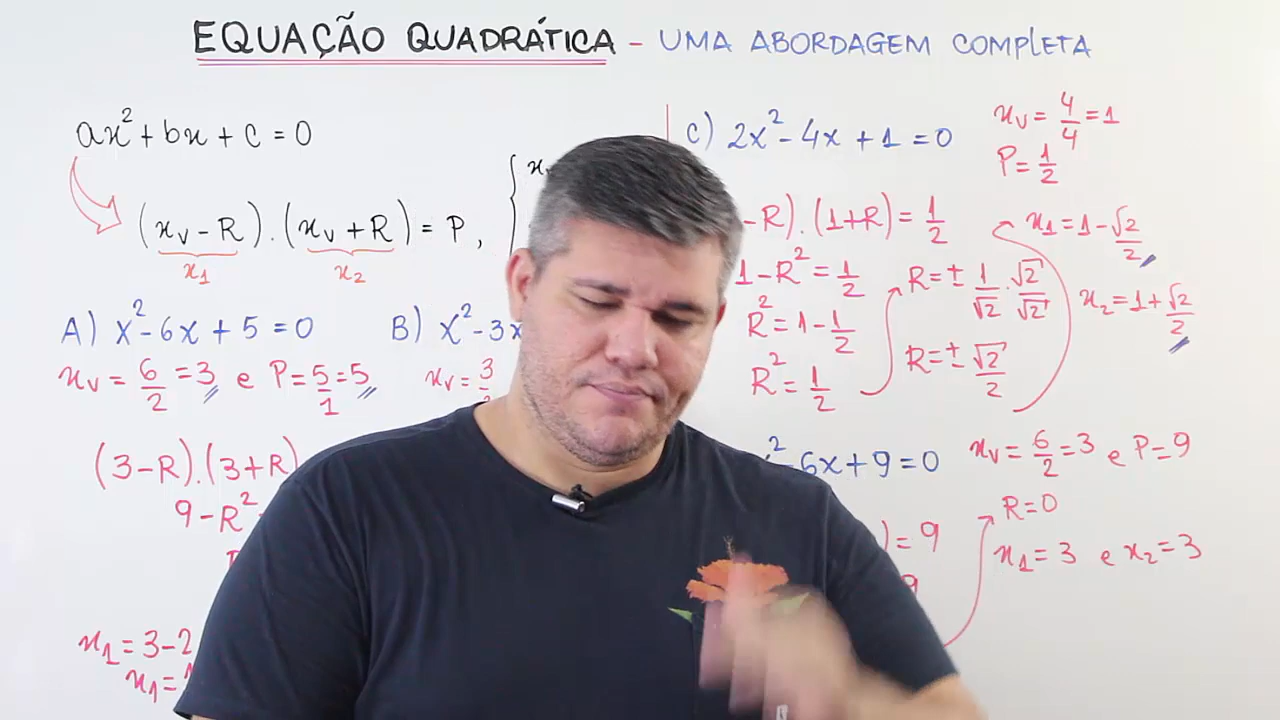 EQUAÇÃO QUADRÁTICA - UMA ABORDAGEM COMPLETA
ax² + bx + c = 0
(xv - R) . (xv + R) = P,
x1 x2
A) x² - 6x + 5 = 0
xv = 6/2 = 3 e P = 5/1 = 5
(3 - R) . (3 + R)
9 - R²
x1 = 3 - 2
x1 =
B) x² - 3x
xv = 3
C) 2x² - 4x + 1 = 0
xv = 4/4 = 1
P = 1/2
- R) . (1 + R) = 1/2
1 - R² = 1/2
R² = 1 - 1/2
R² = 1/2
R = ± 1/√2 . √2/√2
R = ± √2/2
x1 = 1 - √2/2
x2 = 1 + √2/2
² - 6x + 9 = 0
xv = 6/2 = 3 e P = 9
) = 9
9
R = 0
x1 = 3 e x2 = 3